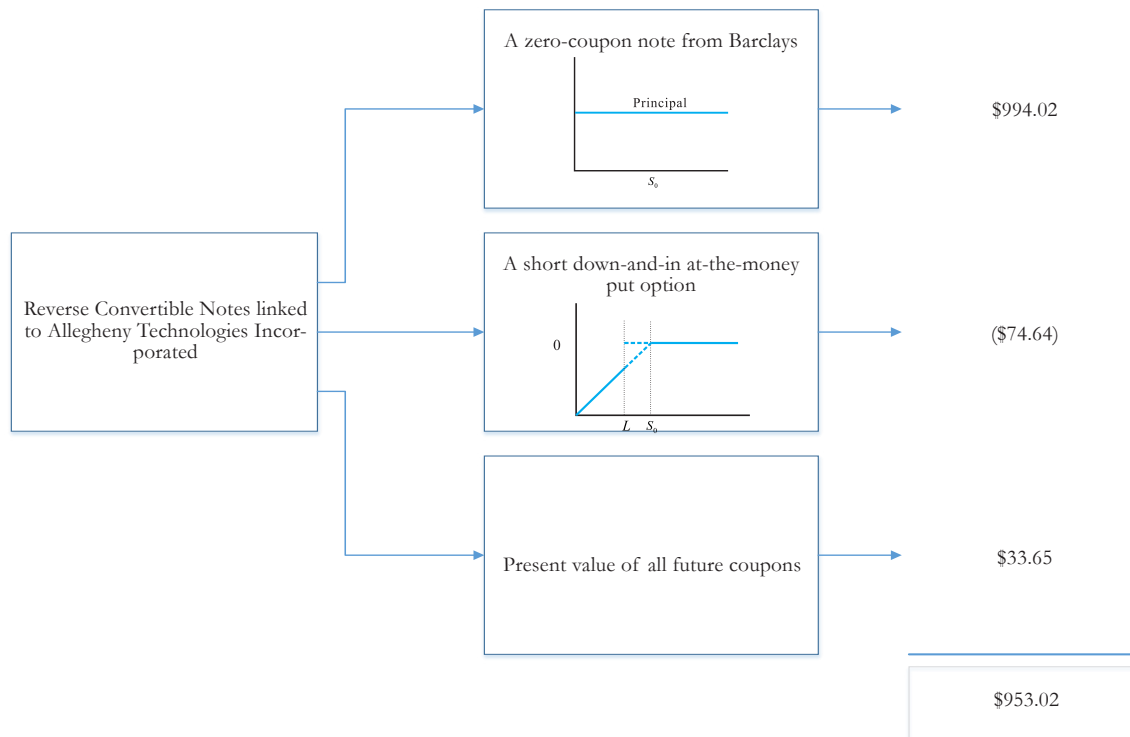 A zero-coupon note from Barclays
Principal
S₀
$994.02
Reverse Convertible Notes linked
to Allegheny Technologies Incor-
porated
A short down-and-in at-the-money
put option
0
L S₀
($74.64)
Present value of all future coupons
$33.65
$953.02